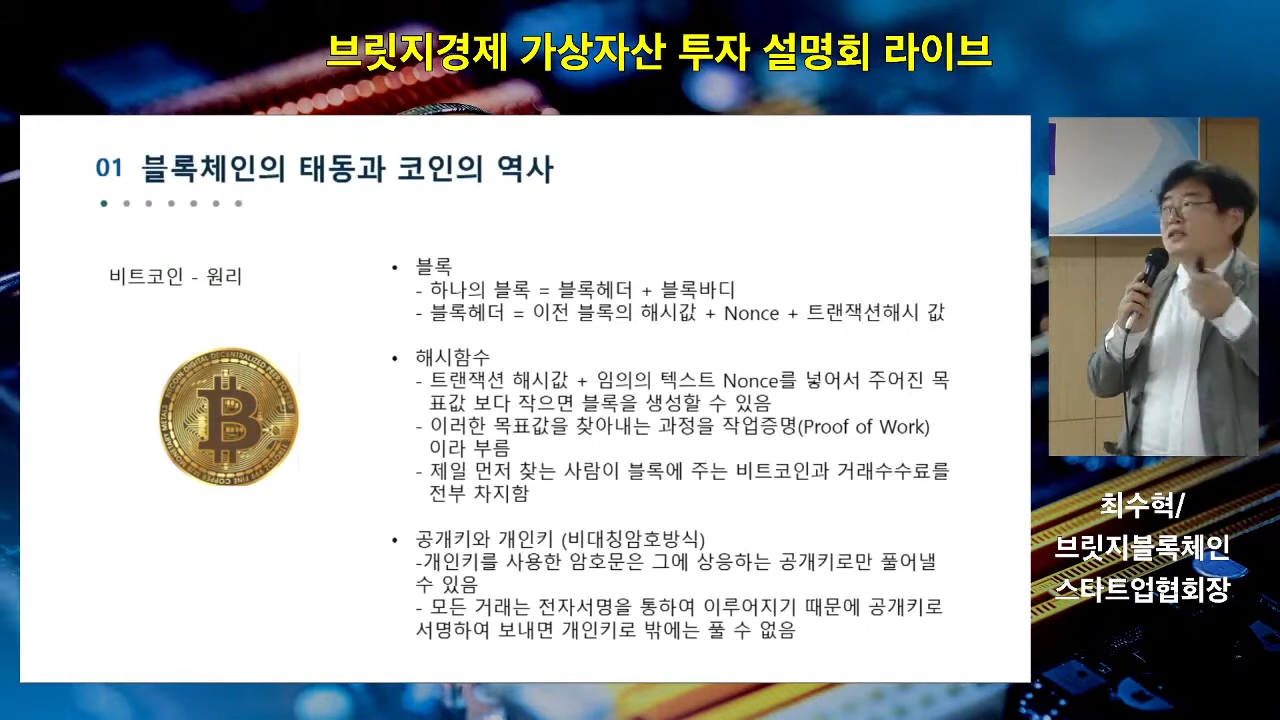 브릿지경제 가상자산 투자 설명회 라이브
01 블록체인의 태동과 코인의 역사
비트코인 - 원리
• 블록
- 하나의 블록 = 블록헤더 + 블록바디
- 블록헤더 = 이전 블록의 해시값 + Nonce + 트랜잭션해시 값
• 해시함수
- 트랜잭션 해시값 + 임의의 텍스트 Nonce를 넣어서 주어진 목
표값 보다 작으면 블록을 생성할 수 있음
- 이러한 목표값을 찾아내는 과정을 작업증명(Proof of Work)
이라 부름
- 제일 먼저 찾는 사람이 블록에 주는 비트코인과 거래수수료를
전부 차지함
• 공개키와 개인키 (비대칭암호방식)
-개인키를 사용한 암호문은 그에 상응하는 공개키로만 풀어낼
수 있음
- 모든 거래는 전자서명을 통하여 이루어지기 때문에 공개키로
서명하여 보내면 개인키로 밖에는 풀 수 없음
최수혁/
브릿지블록체인
스타트업협회장